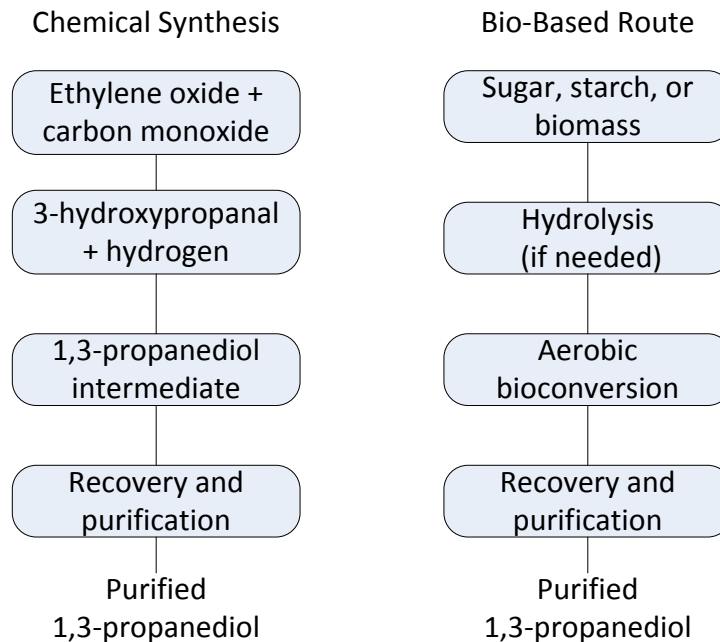 Chemical Synthesis
Ethylene oxide +
carbon monoxide
3-hydroxypropanal
+ hydrogen
1,3-propanediol
intermediate
Recovery and
purification
Purified
1,3-propanediol
Bio-Based Route
Sugar, starch, or
biomass
Hydrolysis
(if needed)
Aerobic
bioconversion
Recovery and
purification
Purified
1,3-propanediol